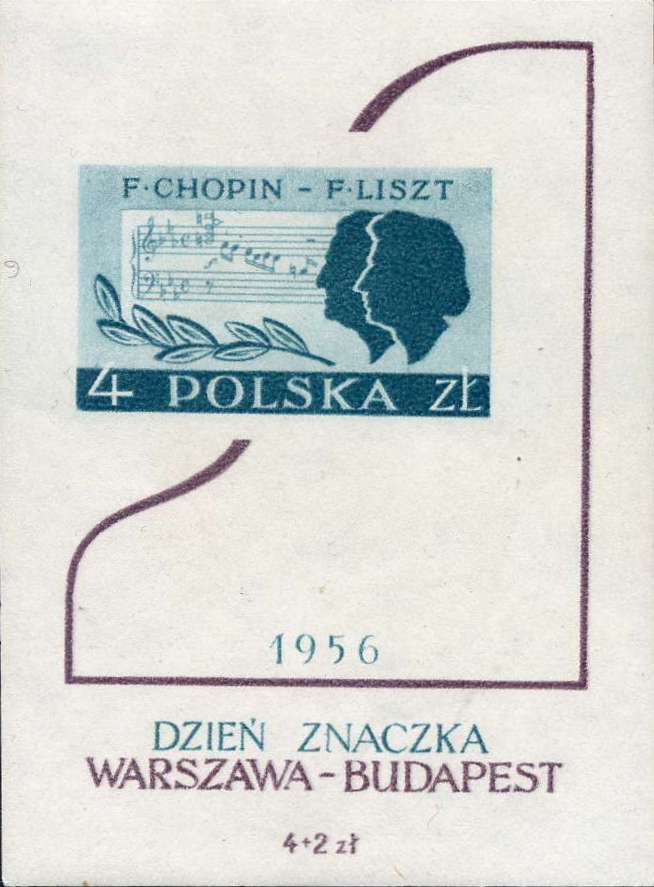 F·CHOPIN - F·LISZT
4 POLSKA ZŁ
1956
DZIEŃ ZNACZKA
WARSZAWA-BUDAPEST
4+2 zł